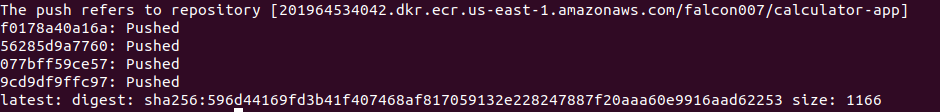 The push refers to repository [201964534042.dkr.ecr.us-east-1.amazonaws.com/falcon007/calculator-app]
f0178a40a16a: Pushed
56285d9a7760: Pushed
077bff59ce57: Pushed
9cd9df9ffc97: Pushed
latest: digest: sha256:596d44169fd3b41f407468af817059132e228247887f20aaa60e9916aad62253 size: 1166